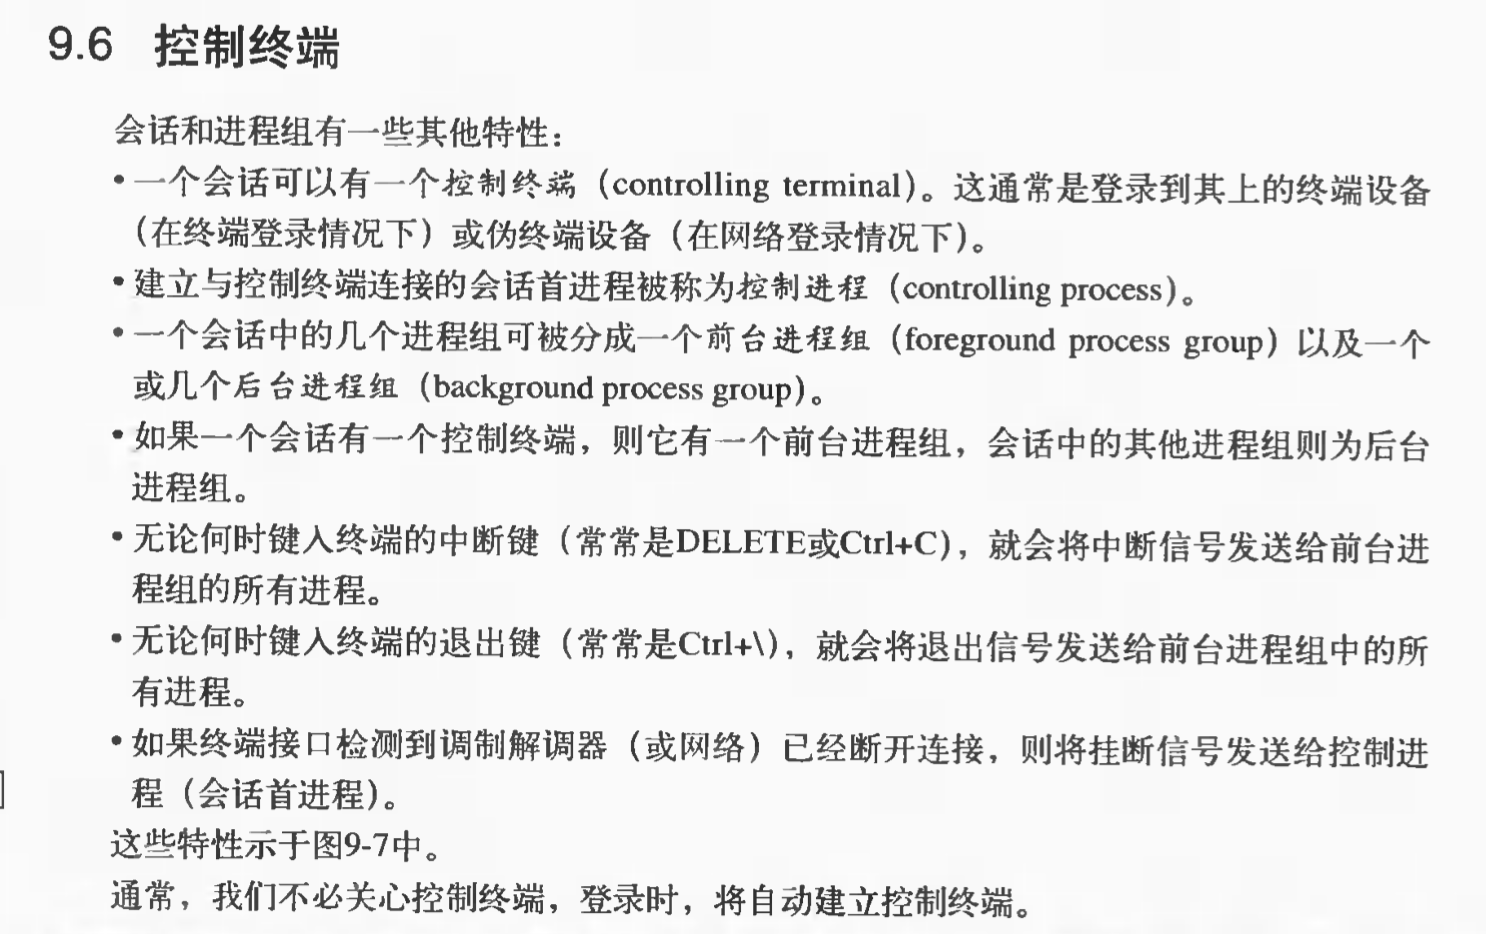 9.6 控制终端
会话和进程组有一些其他特性：
•一个会话可以有一个控制终端（controlling terminal）。这通常是登录到其上的终端设备
（在终端登录情况下）或伪终端设备（在网络登录情况下）。
•建立与控制终端连接的会话首进程被称为控制进程（controlling process）。
•一个会话中的几个进程组可被分成一个前台进程组（foreground process group）以及一个
或几个后台进程组（background process group）。
•如果一个会话有一个控制终端，则它有一个前台进程组，会话中的其他进程组则为后台
进程组。
•无论何时键入终端的中断键（常常是DELETE或Ctrl+C），就会将中断信号发送给前台进
程组的所有进程。
•无论何时键入终端的退出键（常常是Ctrl+\），就会将退出信号发送给前台进程组中的所
有进程。
•如果终端接口检测到调制解调器（或网络）已经断开连接，则将挂断信号发送给控制进
程（会话首进程）。
这些特性示于图9-7中。
通常，我们不必关心控制终端，登录时，将自动建立控制终端。